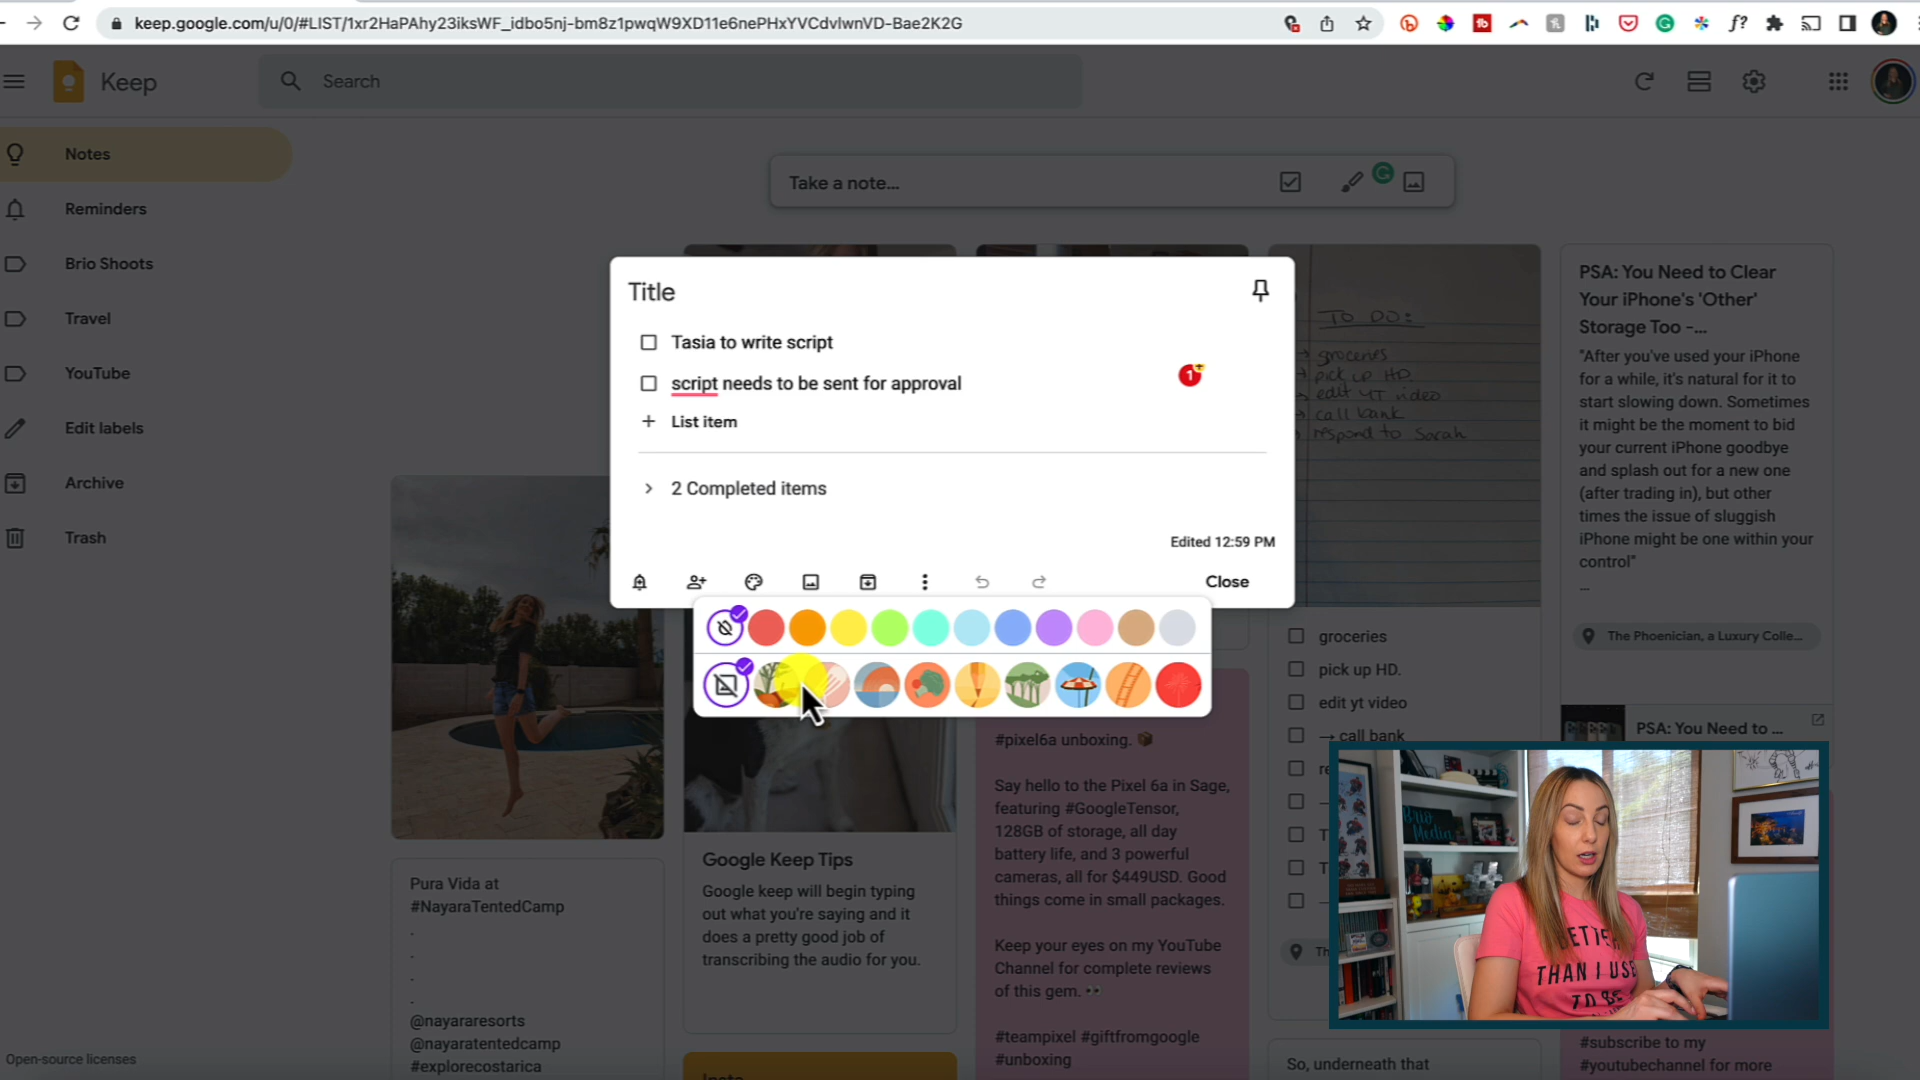 keep.google.com/u/0/#LIST/1xr2HaPAhy23iksWF_idbo5nj-bm8z1pwqW9XD11e6nePHxYVCdvlwnVD-Bae2K2G
Keep
Search
Notes
Reminders
Brio Shoots
Travel
YouTube
Edit labels
Archive
Trash
Open-source licenses
Take a note...
Title
Tasia to write script
script needs to be sent for approval
1
+ List item
2 Completed items
Edited 12:59 PM
Close
Pura Vida at
#NayaraTentedCamp
.
.
.
.
@nayararesorts
@nayaratentedcamp
#explorecostarica
Google Keep Tips
Google keep will begin typing
out what you're saying and it
does a pretty good job of
transcribing the audio for you.
#pixel6a unboxing. 📦
Say hello to the Pixel 6a in Sage,
featuring #GoogleTensor,
128GB of storage, all day
battery life, and 3 powerful
cameras, all for $449USD. Good
things come in small packages.
Keep your eyes on my YouTube
Channel for complete reviews
of this gem. 👀
#teampixel #giftfromgoogle
#unboxing
TO DO:
→ groceries
→ pick up HD.
→ edit YT video
→ call bank
→ respond to Sarah
groceries
pick up HD.
edit yt video
→ call bank
So, underneath that
PSA: You Need to Clear
Your iPhone's 'Other'
Storage Too -...
"After you've used your iPhone
for a while, it's natural for it to
start slowing down. Sometimes
it might be the moment to bid
your current iPhone goodbye
and splash out for a new one
(after trading in), but other
times the issue of sluggish
iPhone might be one within your
control"
...
The Phoenician, a Luxury Colle...
PSA: You Need to ...
#subscribe to my
#youtubechannel for more
Brio
Media
BETTER
THAN I USED
TO BE